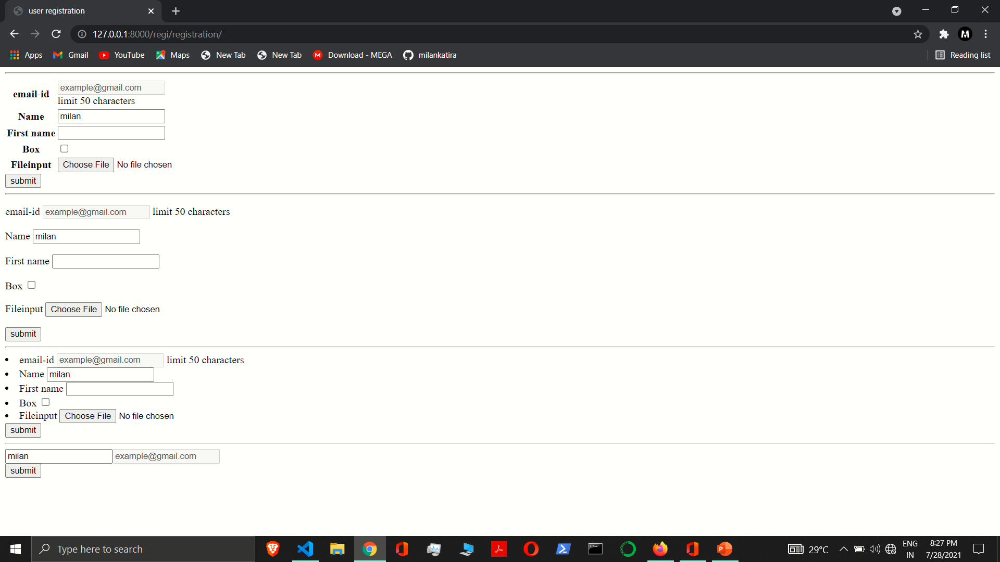 user registration
127.0.0.1:8000/regi/registration/
Apps Gmail YouTube Maps New Tab New Tab Download - MEGA milankatira Reading list
email-id example@gmail.com
limit 50 characters
Name milan
First name
Box
Fileinput Choose File No file chosen
submit
email-id example@gmail.com limit 50 characters
Name milan
First name
Box
Fileinput Choose File No file chosen
submit
• email-id example@gmail.com limit 50 characters
• Name milan
• First name
• Box
• Fileinput Choose File No file chosen
submit
milan example@gmail.com
submit
Type here to search 29°C ENG 8:27 PM
IN 7/28/2021